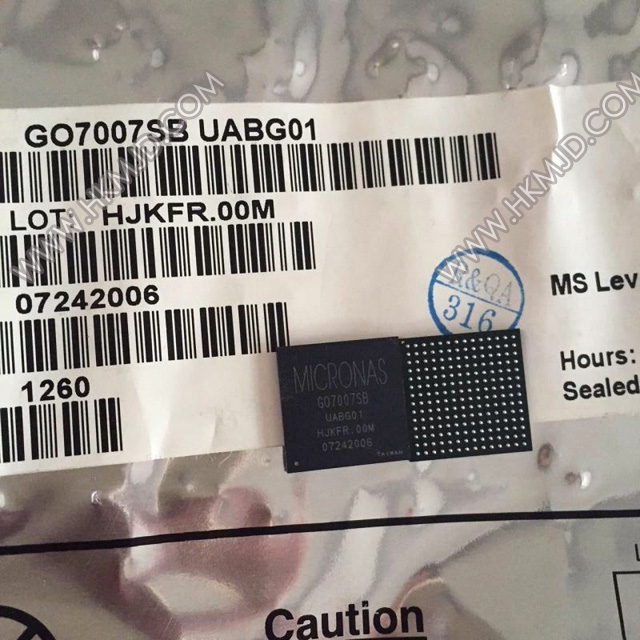 GO7007SB UABG01
LOT: HJKFR.00M
07242006
1260
R&QA
316
MS Lev
Hours:
Sealed
MICRONAS
GO7007SB
UABG01
HJKFR.00M
07242006
TAIWAN
Caution
L
WWW.HKMJD.COM
WWW.HKMJD.COM